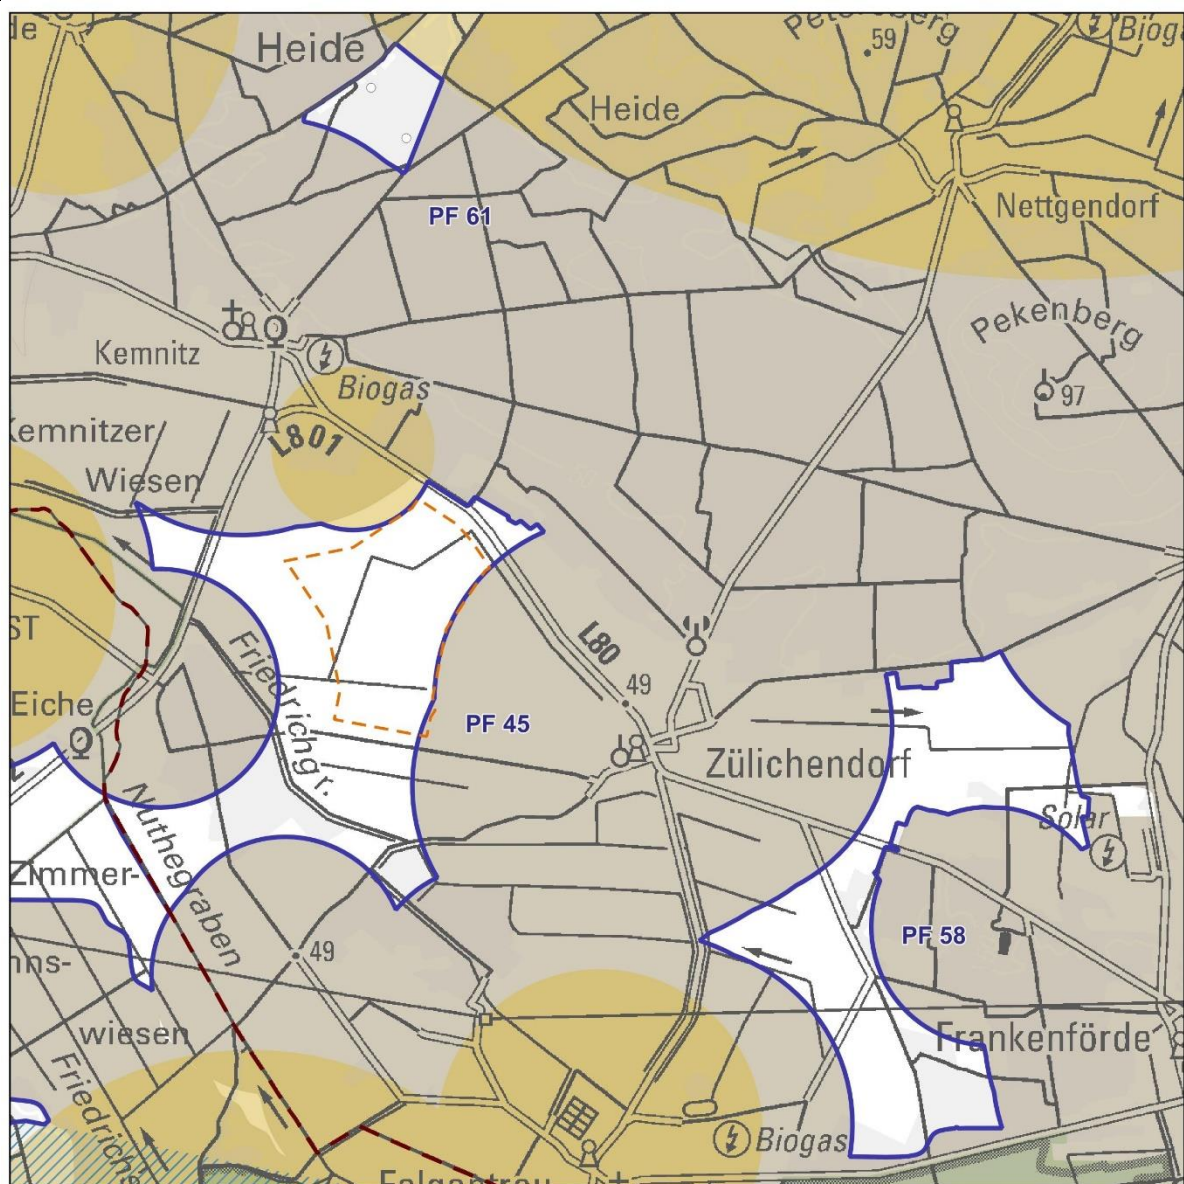 Heide
Petersberg
59
Heide
PF 61
Nettgendorf
Pekenberg
97
Kemnitz
Biogas
L801
Kemnitzer
Wiesen
L80
49
Friedrichgr.
PF 45
Eiche
Zülichendorf
Solar
Nuthegraben
Zimmer-
PF 58
49
wiesen
Frankenförde
Biogas